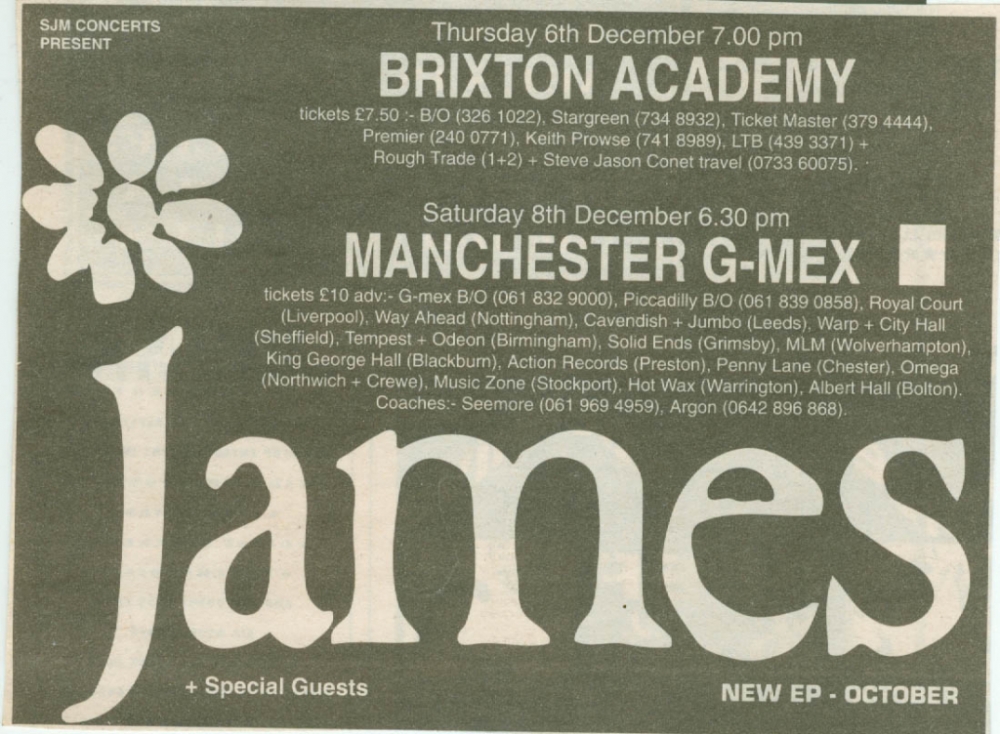 SJM CONCERTS
PRESENT
Thursday 6th December 7.00 pm
BRIXTON ACADEMY
tickets £7.50 :- B/O (326 1022), Stargreen (734 8932), Ticket Master (379 4444),
Premier (240 0771), Keith Prowse (741 8989), LTB (439 3371) +
Rough Trade (1+2) + Steve Jason Conet travel (0733 60075).
Saturday 8th December 6.30 pm
MANCHESTER G-MEX
tickets £10 adv:- G-mex B/O (061 832 9000), Piccadilly B/O (061 839 0858), Royal Court
(Liverpool), Way Ahead (Nottingham), Cavendish + Jumbo (Leeds), Warp + City Hall
(Sheffield), Tempest + Odeon (Birmingham), Solid Ends (Grimsby), MLM (Wolverhampton),
King George Hall (Blackburn), Action Records (Preston), Penny Lane (Chester), Omega
(Northwich + Crewe), Music Zone (Stockport), Hot Wax (Warrington), Albert Hall (Bolton).
Coaches:- Seemore (061 969 4959), Argon (0642 896 868).
James
+ Special Guests
NEW EP - OCTOBER